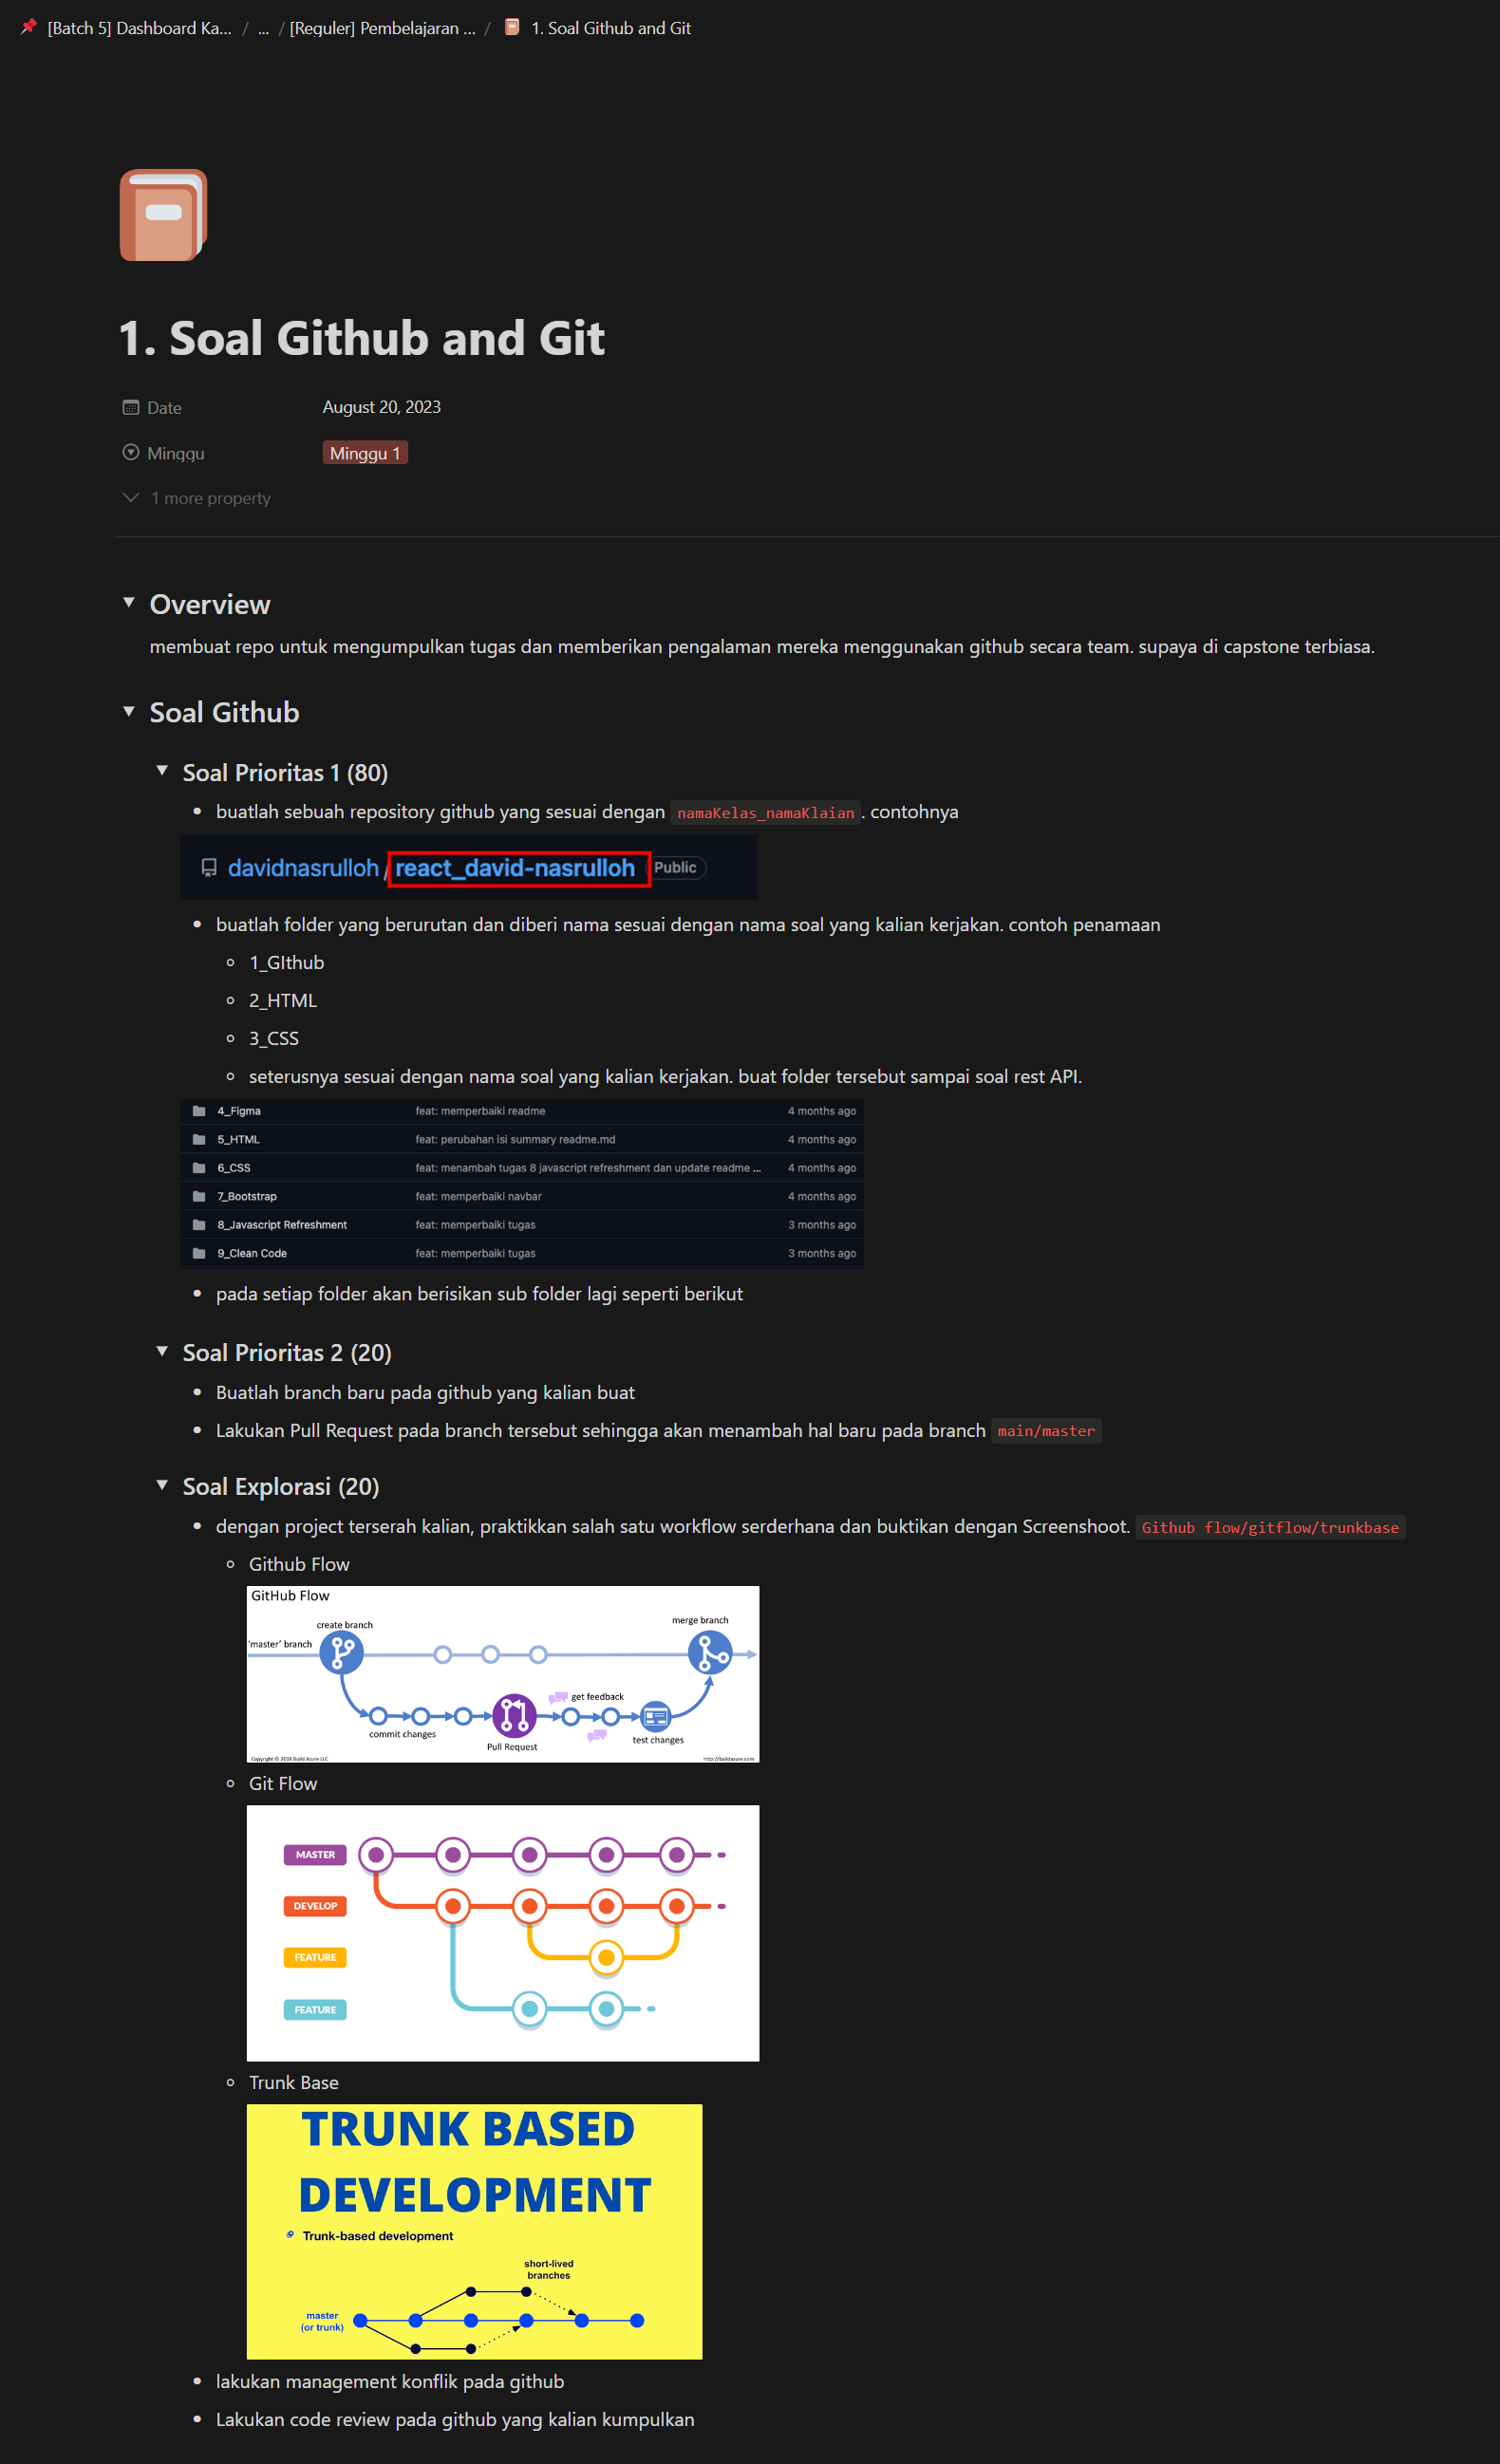 [Batch 5] Dashboard Ka... / ... / [Reguler] Pembelajaran ... / 1. Soal Github and Git
1. Soal Github and Git
Date August 20, 2023
Minggu Minggu 1
1 more property
Overview
membuat repo untuk mengumpulkan tugas dan memberikan pengalaman mereka menggunakan github secara team. supaya di capstone terbiasa.
Soal Github
Soal Prioritas 1 (80)
buatlah sebuah repository github yang sesuai dengan namaKelas_namaKlaian. contohnya
davidnasrulloh/react_david-nasrulloh Public
buatlah folder yang berurutan dan diberi nama sesuai dengan nama soal yang kalian kerjakan. contoh penamaan
1_GIthub
2_HTML
3_CSS
seterusnya sesuai dengan nama soal yang kalian kerjakan. buat folder tersebut sampai soal rest API.
4_Figma feat: memperbaiki readme 4 months ago
5_HTML feat: perubahan isi summary readme.md 4 months ago
6_CSS feat: menambah tugas 8 javascript refreshment dan update readme ... 4 months ago
7_Bootstrap feat: memperbaiki navbar 4 months ago
8_Javascript Refreshment feat: memperbaiki tugas 3 months ago
9_Clean Code feat: memperbaiki tugas 3 months ago
pada setiap folder akan berisikan sub folder lagi seperti berikut
Soal Prioritas 2 (20)
Buatlah branch baru pada github yang kalian buat
Lakukan Pull Request pada branch tersebut sehingga akan menambah hal baru pada branch main/master
Soal Explorasi (20)
dengan project terserah kalian, praktikkan salah satu workflow serderhana dan buktikan dengan Screenshoot. Github flow/gitflow/trunkbase
Github Flow
GitHub Flow
create branch
merge branch
'master' branch
get feedback
commit changes
Pull Request
test changes
Copyright © 2018 Build Azure LLC
http://buildazure.com
Git Flow
MASTER
DEVELOP
FEATURE
FEATURE
Trunk Base
TRUNK BASED
DEVELOPMENT
Trunk-based development
short-lived
branches
master
(or trunk)
lakukan management konflik pada github
Lakukan code review pada github yang kalian kumpulkan